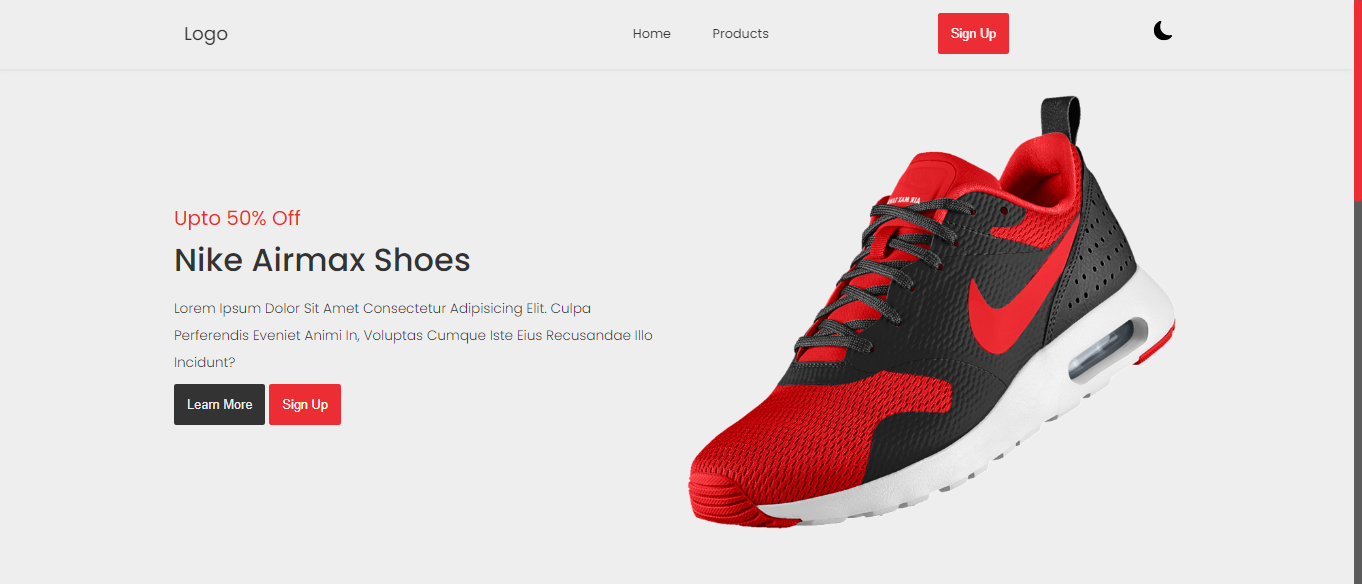 Logo
Home
Products
Sign Up
Upto 50% Off
Nike Airmax Shoes
Lorem Ipsum Dolor Sit Amet Consectetur Adipisicing Elit. Culpa
Perferendis Eveniet Animi In, Voluptas Cumque Iste Eius Recusandae Illo
Incidunt?
Learn More
Sign Up